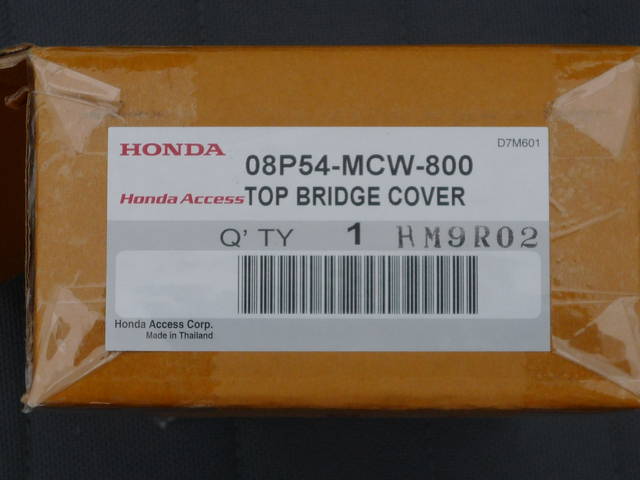 D7M601
HONDA
08P54-MCW-800
Honda Access
TOP BRIDGE COVER
Q' TY 1 HM9R02
Honda Access Corp.
Made in Thailand